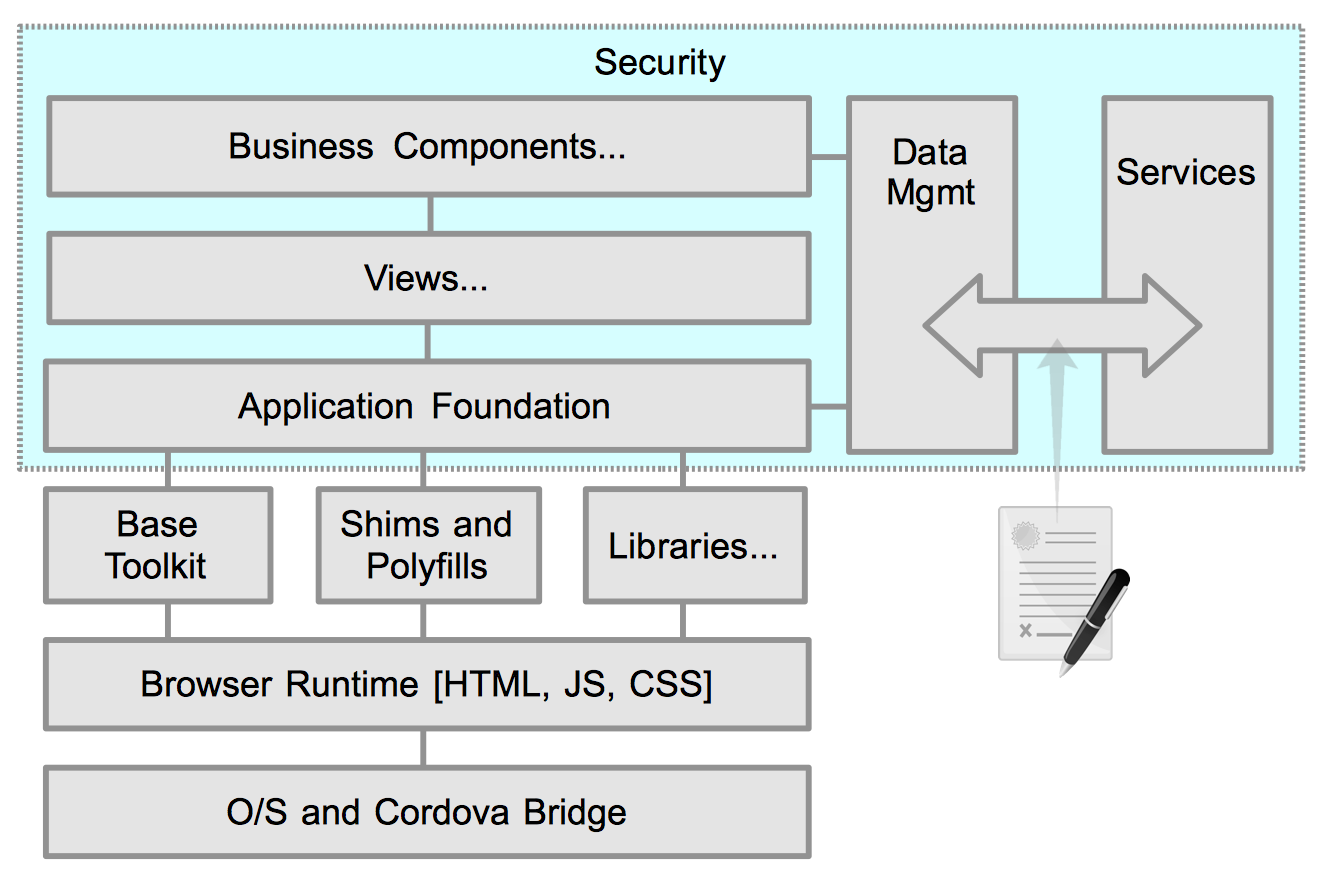 Security
Business Components...
Data
Mgmt
Services
Views...
Application Foundation
Base
Toolkit
Shims and
Polyfills
Libraries...
Browser Runtime [HTML, JS, CSS]
O/S and Cordova Bridge